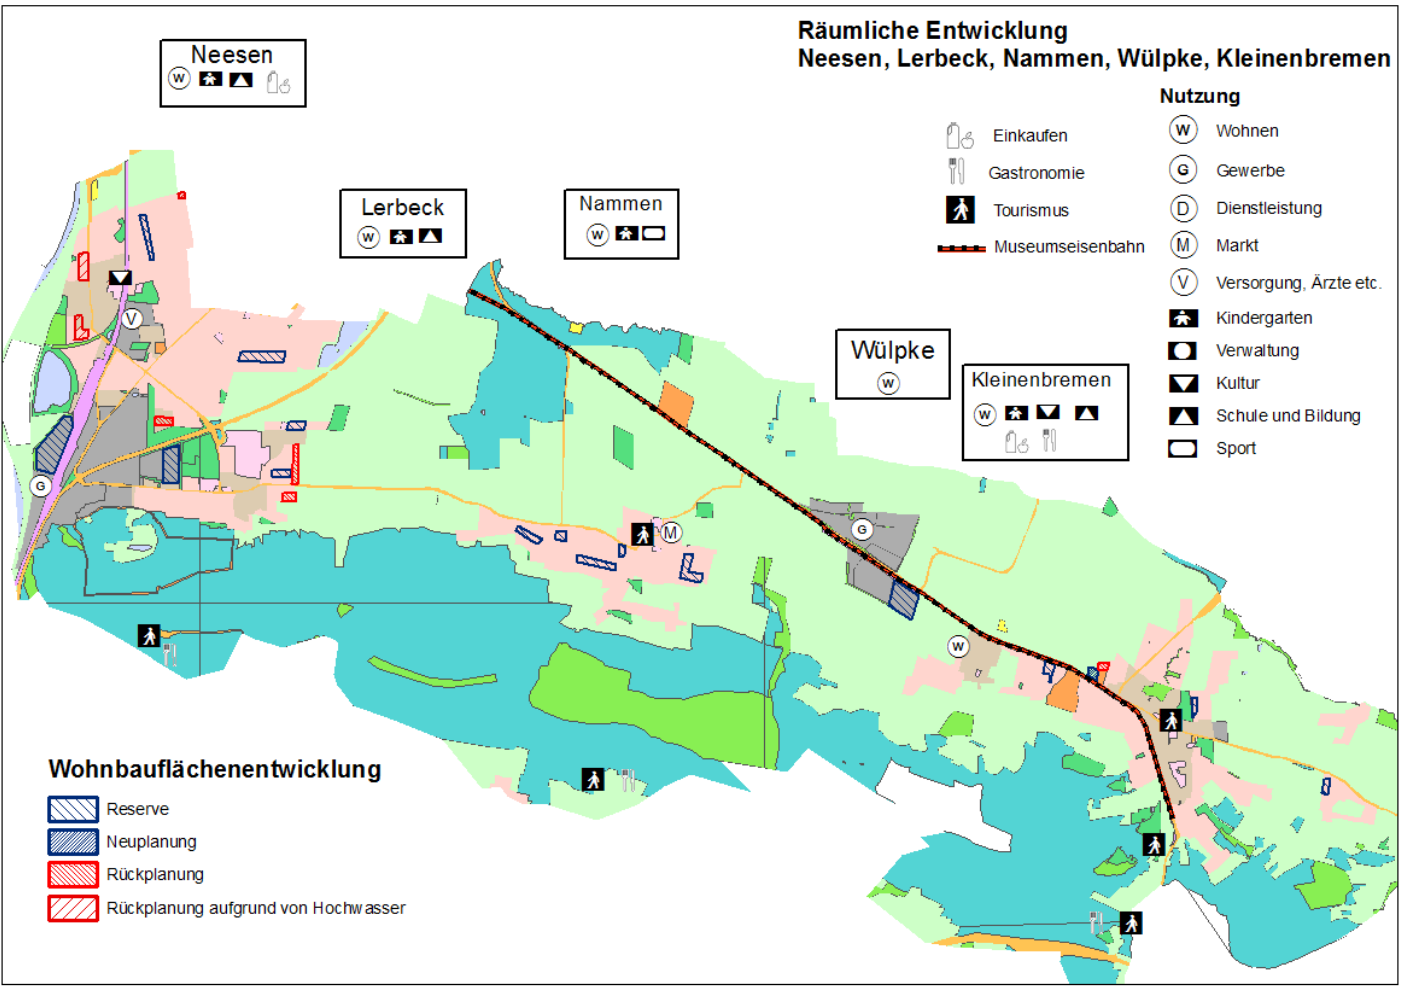 Räumliche Entwicklung
Neesen, Lerbeck, Nammen, Wülpke, Kleinenbremen
Neesen
W
Lerbeck
W
Nammen
W
Wülpke
W
Kleinenbremen
W
Nutzung
Einkaufen
Gastronomie
Tourismus
Museumseisenbahn
W Wohnen
G Gewerbe
D Dienstleistung
M Markt
V Versorgung, Ärzte etc.
Kindergarten
Verwaltung
Kultur
Schule und Bildung
Sport
V
G
M
G
W
Wohnbauflächenentwicklung
Reserve
Neuplanung
Rückplanung
Rückplanung aufgrund von Hochwasser